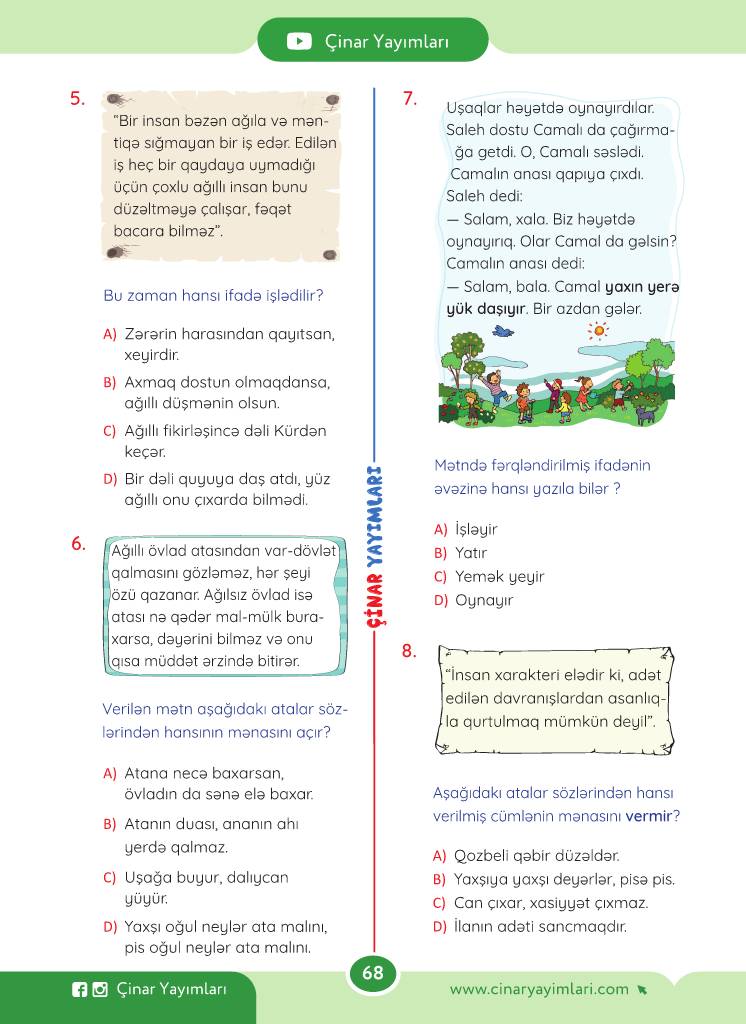 Çinar Yayımları
5.
“Bir insan bəzən ağıla və mən-
tiqə sığmayan bir iş edər. Edilən
iş heç bir qaydaya uymadığı
üçün çoxlu ağıllı insan bunu
düzəltməyə çalışar, fəqət
bacara bilməz”.
Bu zaman hansı ifadə işlədilir?
A) Zərərin harasından qayıtsan,
xeyirdir.
B) Axmaq dostun olmaqdansa,
ağıllı düşmənin olsun.
C) Ağıllı fikirləşincə dəli Kürdən
keçər.
D) Bir dəli quyuya daş atdı, yüz
ağıllı onu çıxarda bilmədi.
6.
Ağıllı övlad atasından var-dövlət
qalmasını gözləməz, hər şeyi
özü qazanar. Ağılsız övlad isə
atası nə qədər mal-mülk bura-
xarsa, dəyərini bilməz və onu
qısa müddət ərzində bitirər.
Verilən mətn aşağıdakı atalar söz-
lərindən hansının mənasını açır?
A) Atana necə baxarsan,
övladın da sənə elə baxar.
B) Atanın duası, ananın ahı
yerdə qalmaz.
C) Uşağa buyur, dalıycan
yüyür.
D) Yaxşı oğul neylər ata malını,
pis oğul neylər ata malını.
ÇİNAR YAYIMLARI
7.
Uşaqlar həyətdə oynayırdılar.
Saleh dostu Camalı da çağırma-
ğa getdi. O, Camalı səslədi.
Camalın anası qapıya çıxdı.
Saleh dedi:
— Salam, xala. Biz həyətdə
oynayırıq. Olar Camal da gəlsin?
Camalın anası dedi:
— Salam, bala. Camal yaxın yerə
yük daşıyır. Bir azdan gələr.
Mətndə fərqləndirilmiş ifadənin
əvəzinə hansı yazıla bilər ?
A) İşləyir
B) Yatır
C) Yemək yeyir
D) Oynayır
8.
“İnsan xarakteri elədir ki, adət
edilən davranışlardan asanlıq-
la qurtulmaq mümkün deyil”.
Aşağıdakı atalar sözlərindən hansı
verilmiş cümlənin mənasını vermir?
A) Qozbeli qəbir düzəldər.
B) Yaxşıya yaxşı deyərlər, pisə pis.
C) Can çıxar, xasiyyət çıxmaz.
D) İlanın adəti sancmaqdır.
Çinar Yayımları
68
www.cinaryayimlari.com